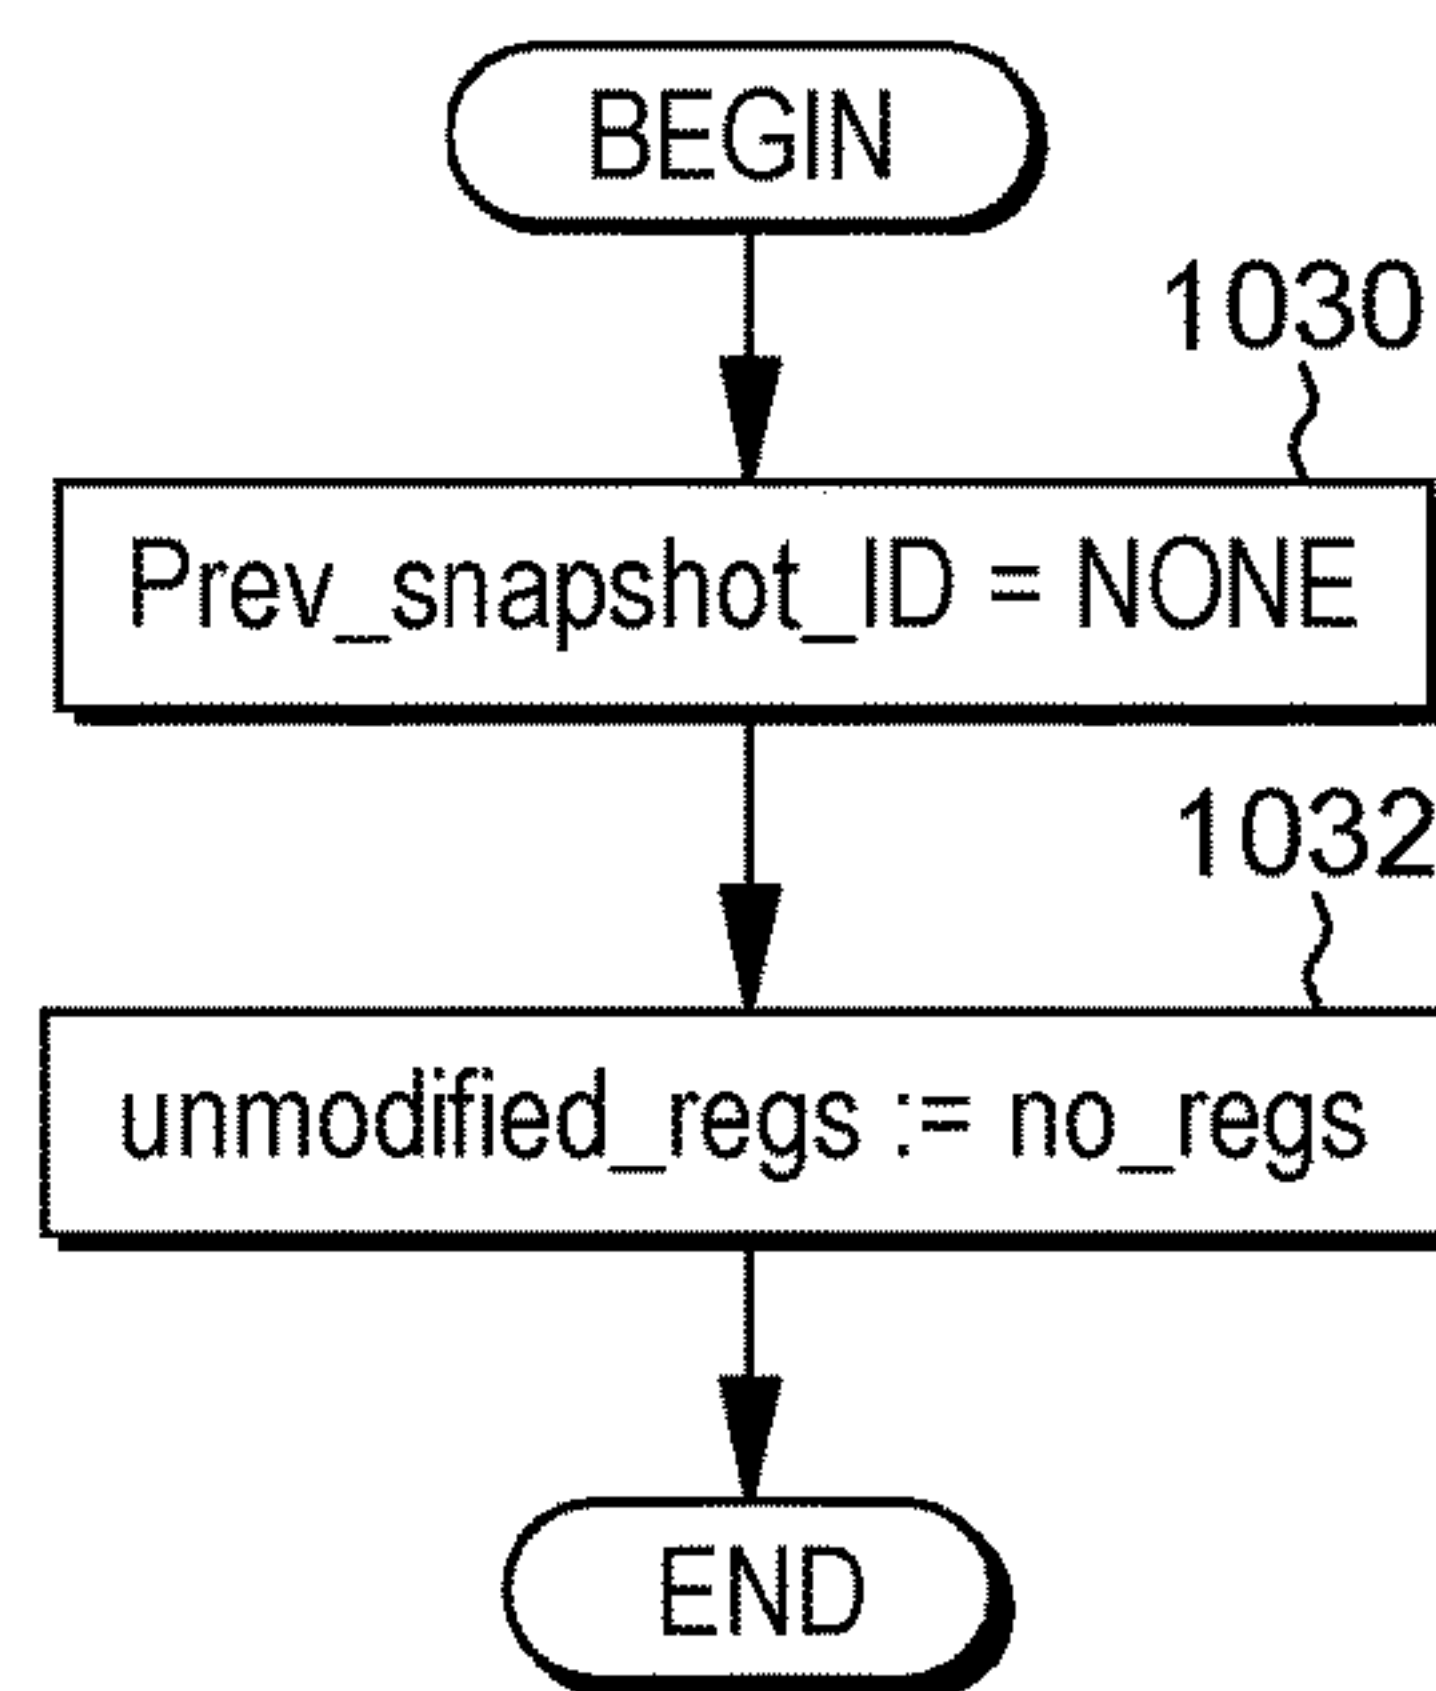 BEGIN
1030
Prev_snapshot_ID = NONE
1032
unmodified_regs := no_regs
END